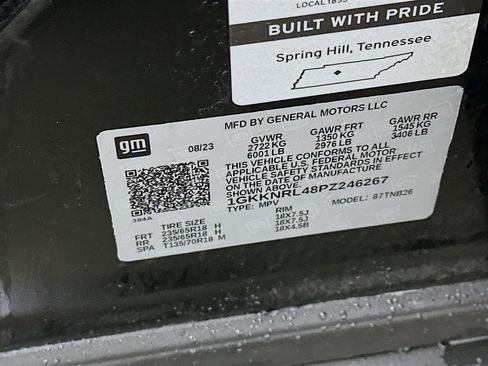 LOCAL 1853
BUILT WITH PRIDE
Spring Hill, Tennessee
gm
MFD BY GENERAL MOTORS LLC
08/23
GVWR GAWR FRT GAWR RR
2722 KG 1350 KG 1545 KG
6001 LB 2976 LB 3406 LB
THIS VEHICLE CONFORMS TO ALL
APPLICABLE U.S. FEDERAL MOTOR
VEHICLE SAFETY STANDARDS IN EFFECT
ON THE DATE OF MANUFACTURE
SHOWN ABOVE.
1GKKNRL48PZ246267
TYPE: MPV MODEL: 87TNB26
384A
TIRE SIZE RIM
FRT 235/65R18 H 18X7.5J
RR 235/65R18 H 18X7.5J
SPA T135/70R18 M 18X4.5B